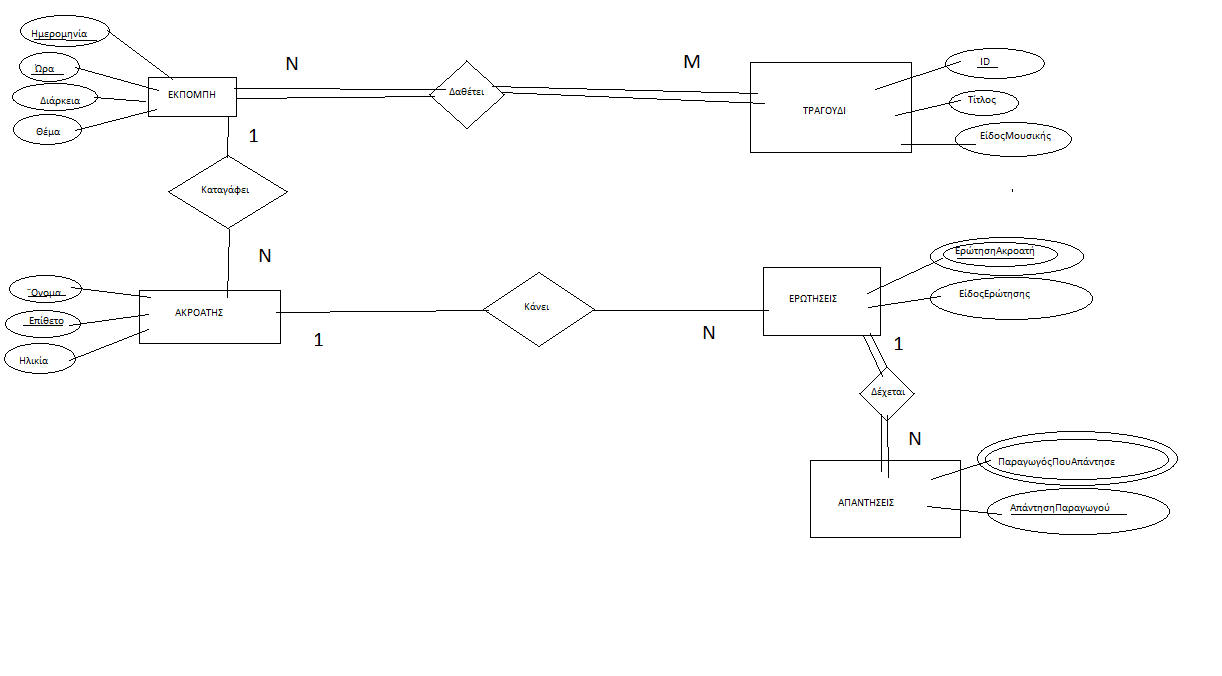 Ημερομηνία
Ώρα
Διάρκεια
Θέμα
ΕΚΠΟΜΠΗ
N
Δαθέτει
M
ΤΡΑΓΟΥΔΙ
ID
Τίτλος
ΕίδοςΜουσικής
1
Καταγάφει
N
Όνομα
Επίθετο
Ηλικία
ΑΚΡΟΑΤΗΣ
1
Κάνει
N
ΕΡΩΤΗΣΕΙΣ
ΕρώτησηΑκροατή
ΕίδοςΕρώτησης
1
Δέχεται
N
ΑΠΑΝΤΗΣΕΙΣ
ΠαραγωγόςΠουΑπάντησε
ΑπάντησηΠαραγωγού